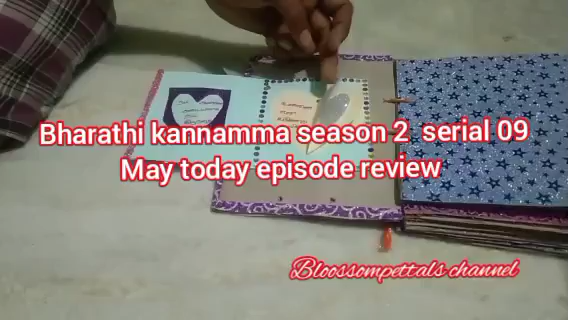 Bharathi kannamma season 2 serial 09
May today episode review
Bloossompettals channel